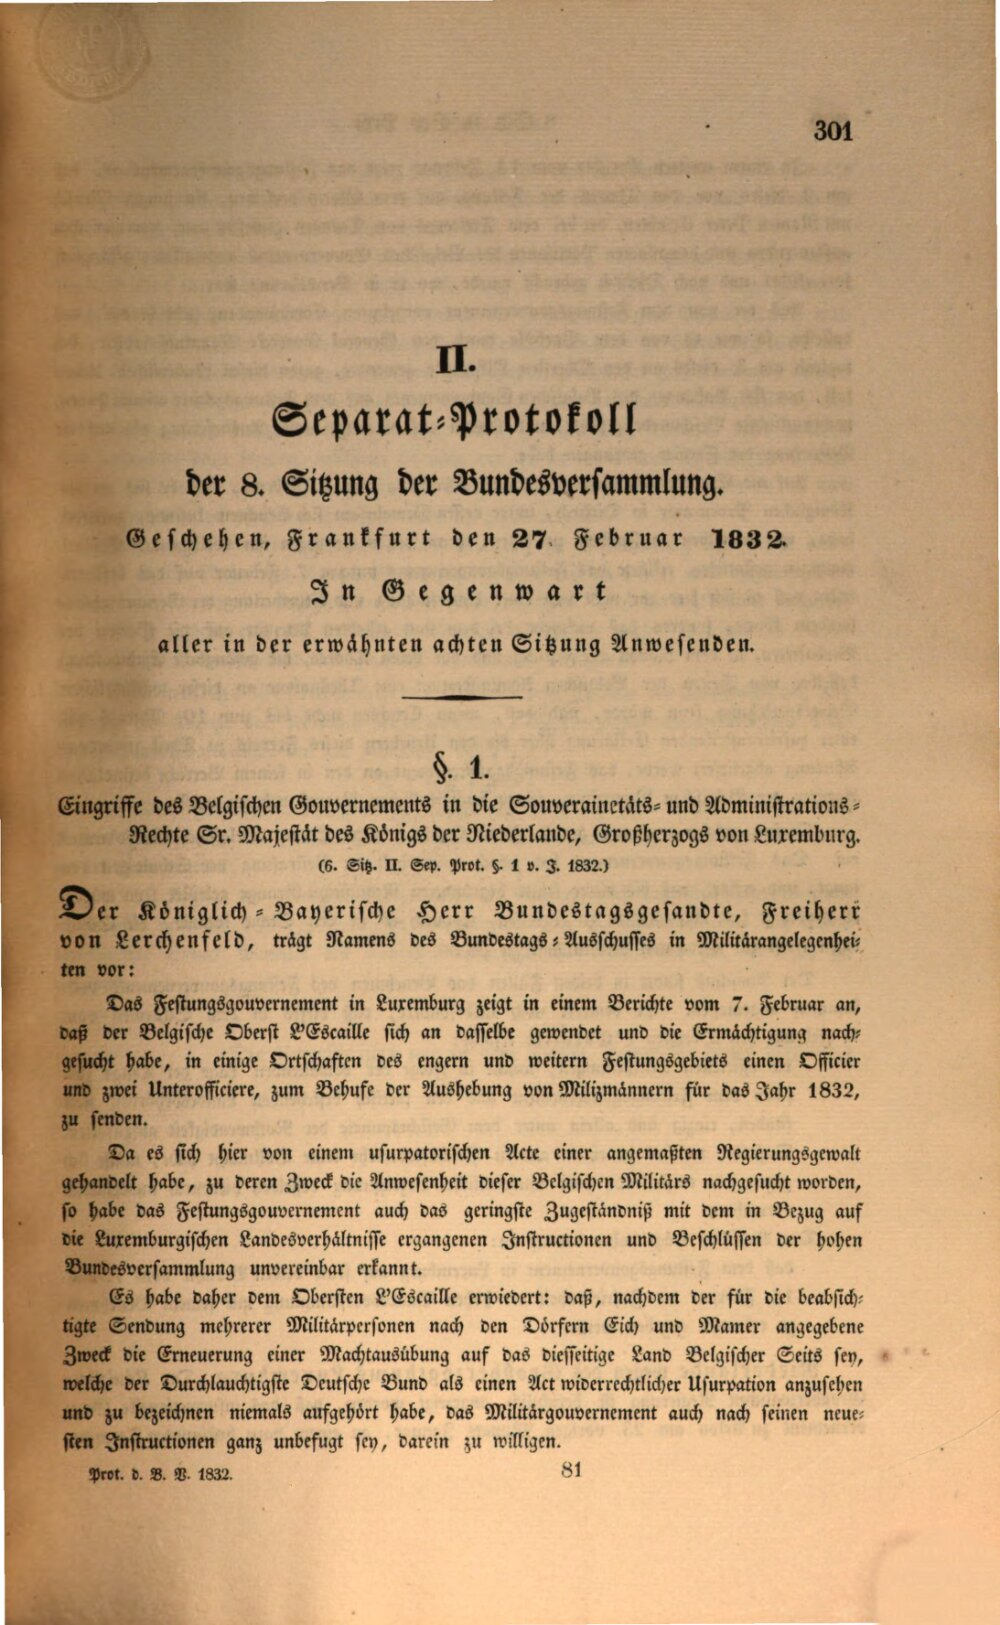 301
II.
Separat-Protokoll
der 8. Sitzung der Bundesversammlung.
Geschehen, Frankfurt den 27. Februar 1832.
In Gegenwart
aller in der erwähnten achten Sitzung Anwesenden.
§. 1.
Eingriffe des Belgischen Gouvernements in die Souverainetäts- und Administrations-
Rechte Sr. Majestät des Königs der Niederlande, Großherzogs von Luxemburg.
(6. Sitz. II. Sep. Prot. §. 1 v. J. 1832.)
Der Königlich-Bayerische Herr Bundestagsgesandte, Freiherr
von Lerchenfeld, trägt Namens des Bundestags-Ausschusses in Militärangelegenhei-
ten vor:
Das Festungsgouvernement in Luxemburg zeigt in einem Berichte vom 7. Februar an,
daß der Belgische Oberst L'Escaille sich an dasselbe gewendet und die Ermächtigung nach-
gesucht habe, in einige Ortschaften des engern und weitern Festungsgebiets einen Officier
und zwei Unterofficiere, zum Behufe der Aushebung von Milizmännern für das Jahr 1832,
zu senden.
Da es sich hier von einem usurpatorischen Acte einer angemaßten Regierungsgewalt
gehandelt habe, zu deren Zweck die Anwesenheit dieser Belgischen Militärs nachgesucht worden,
so habe das Festungsgouvernement auch das geringste Zugeständniß mit dem in Bezug auf
die Luxemburgischen Landesverhältnisse ergangenen Instructionen und Beschlüssen der hohen
Bundesversammlung unvereinbar erkannt.
Es habe daher dem Obersten L'Escaille erwiedert: daß, nachdem der für die beabsich-
tigte Sendung mehrerer Militärpersonen nach den Dörfern Eich und Mamer angegebene
Zweck die Erneuerung einer Machtausübung auf das diesseitige Land Belgischer Seits sey,
welche der Durchlauchtigste Deutsche Bund als einen Act widerrechtlicher Usurpation anzusehen
und zu bezeichnen niemals aufgehört habe, das Militärgouvernement auch nach seinen neue-
sten Instructionen ganz unbefugt sey, darein zu willigen.
Prot. d. B. V. 1832.
81